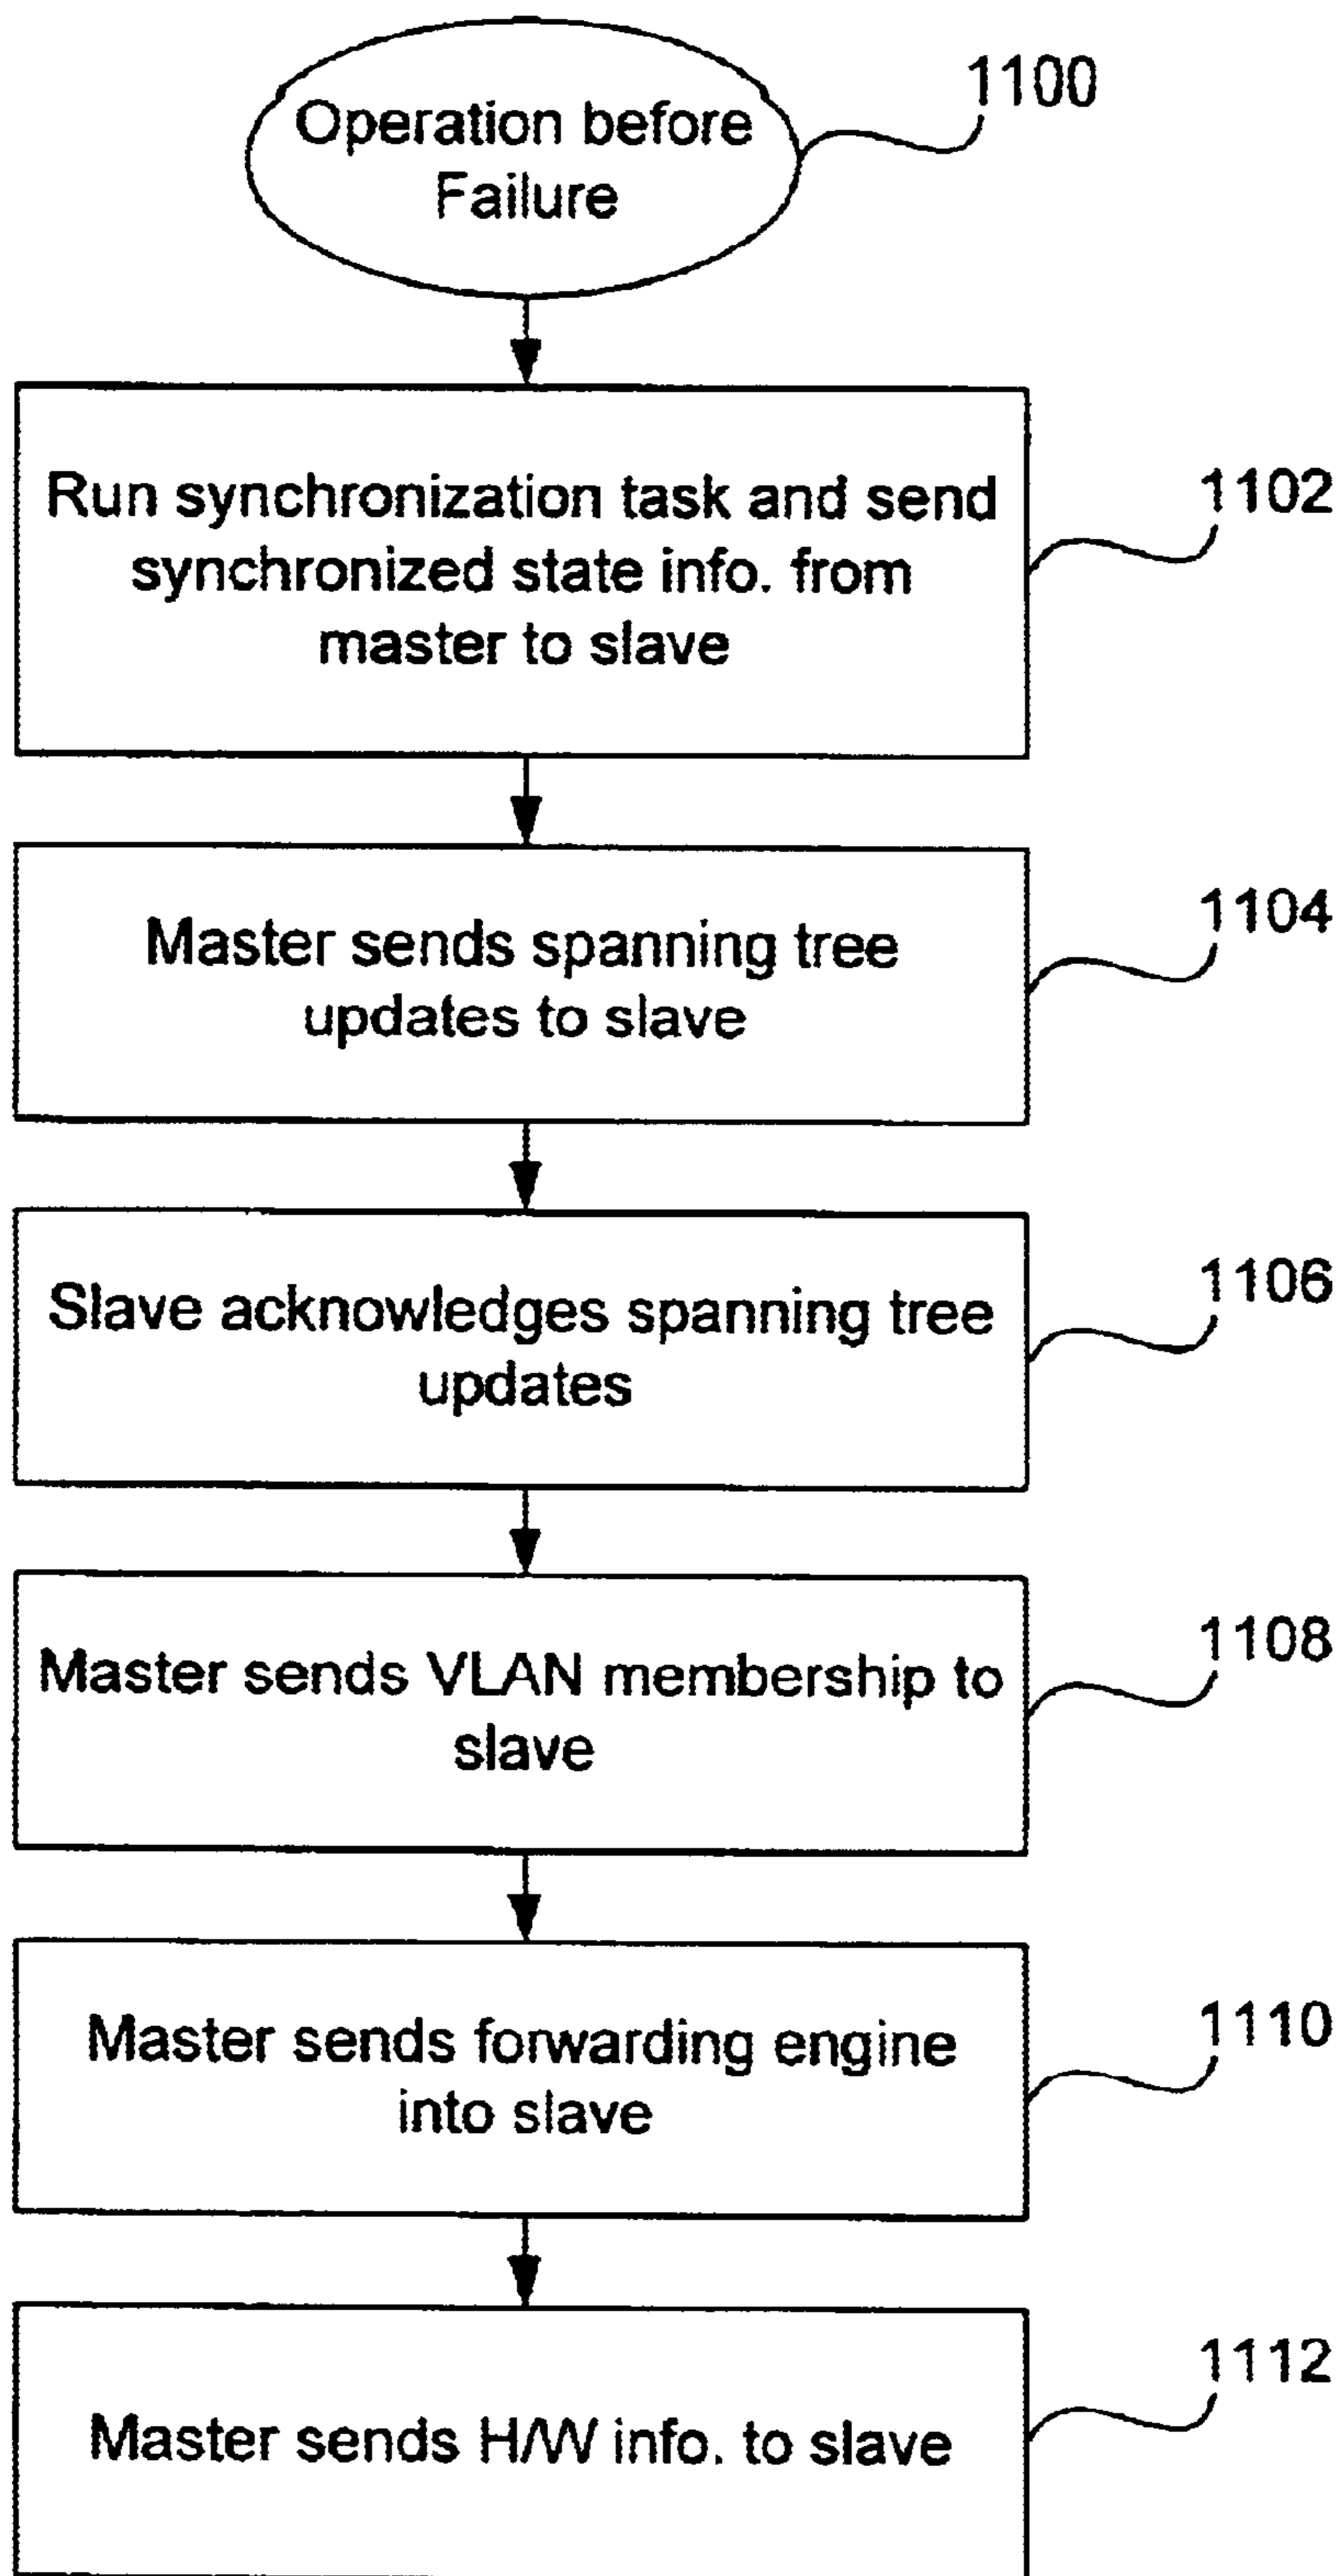 Operation before
Failure
1100
Run synchronization task and send
synchronized state info. from
master to slave
1102
Master sends spanning tree
updates to slave
1104
Slave acknowledges spanning tree
updates
1106
Master sends VLAN membership to
slave
1108
Master sends forwarding engine
into slave
1110
Master sends H/W info. to slave
1112